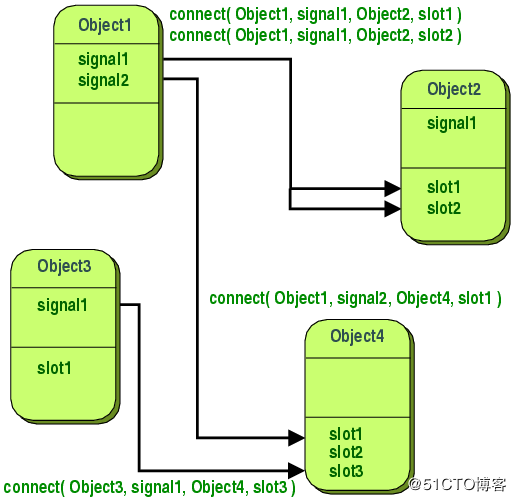 connect( Object1, signal1, Object2, slot1 )
connect( Object1, signal1, Object2, slot2 )
Object1
signal1
signal2
Object2
signal1
slot1
slot2
Object3
signal1
slot1
connect( Object1, signal2, Object4, slot1 )
Object4
slot1
slot2
slot3
connect( Object3, signal1, Object4, slot3 )
@51CTO博客